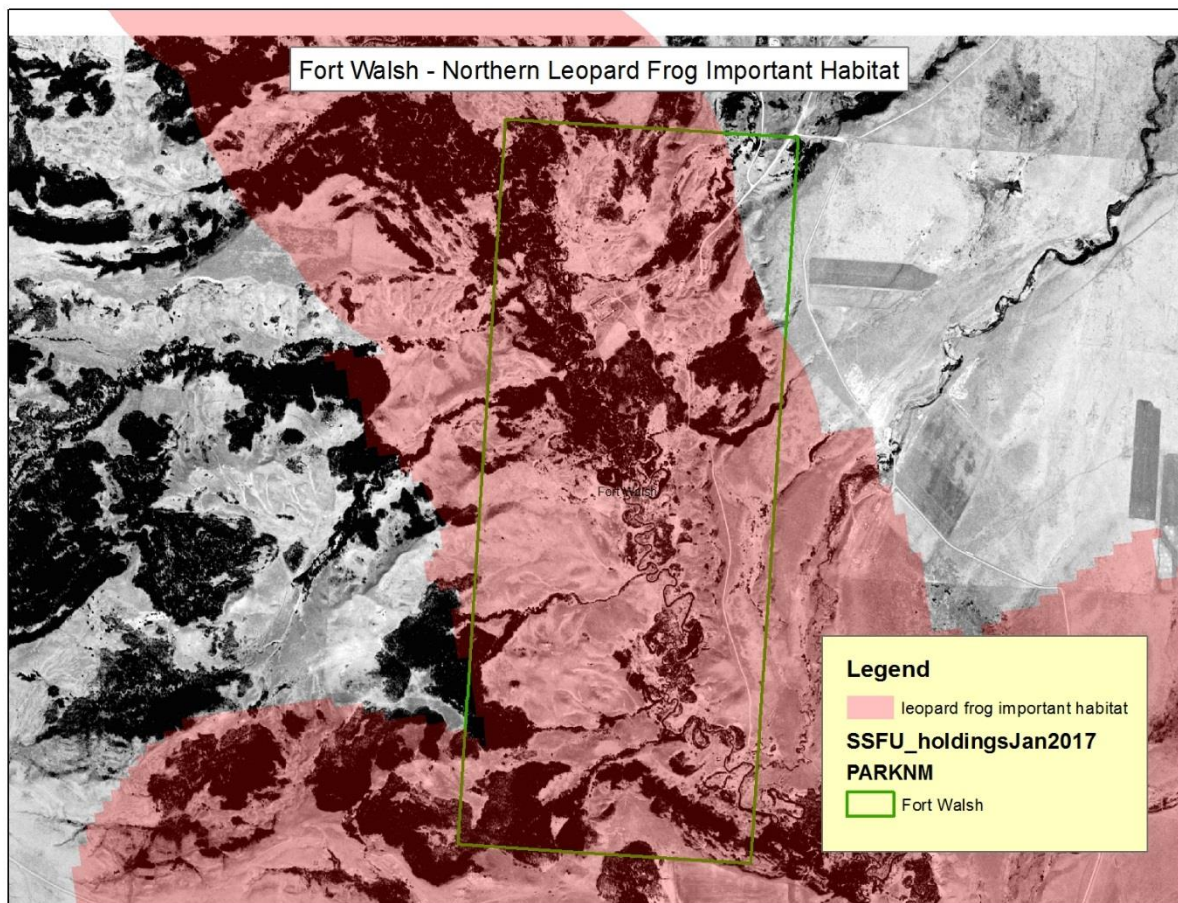 Fort Walsh - Northern Leopard Frog Important Habitat
Fort Walsh
Legend
leopard frog important habitat
SSFU_holdingsJan2017
PARKNM
Fort Walsh